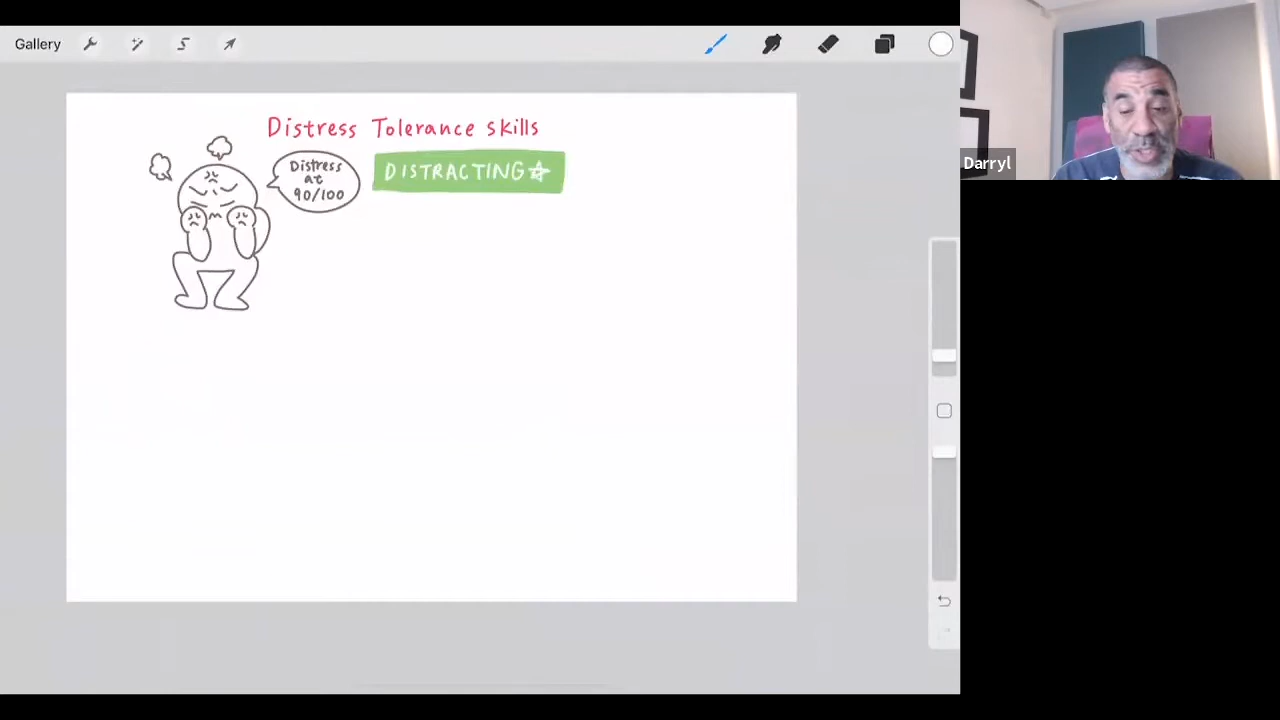 Gallery
Distress Tolerance skills
Distress
at
90/100
DISTRACTING
Darryl